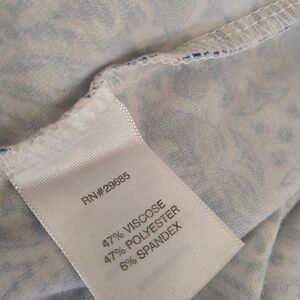 RN#29685
47% VISCOSE
47% POLYESTER
6% SPANDEX